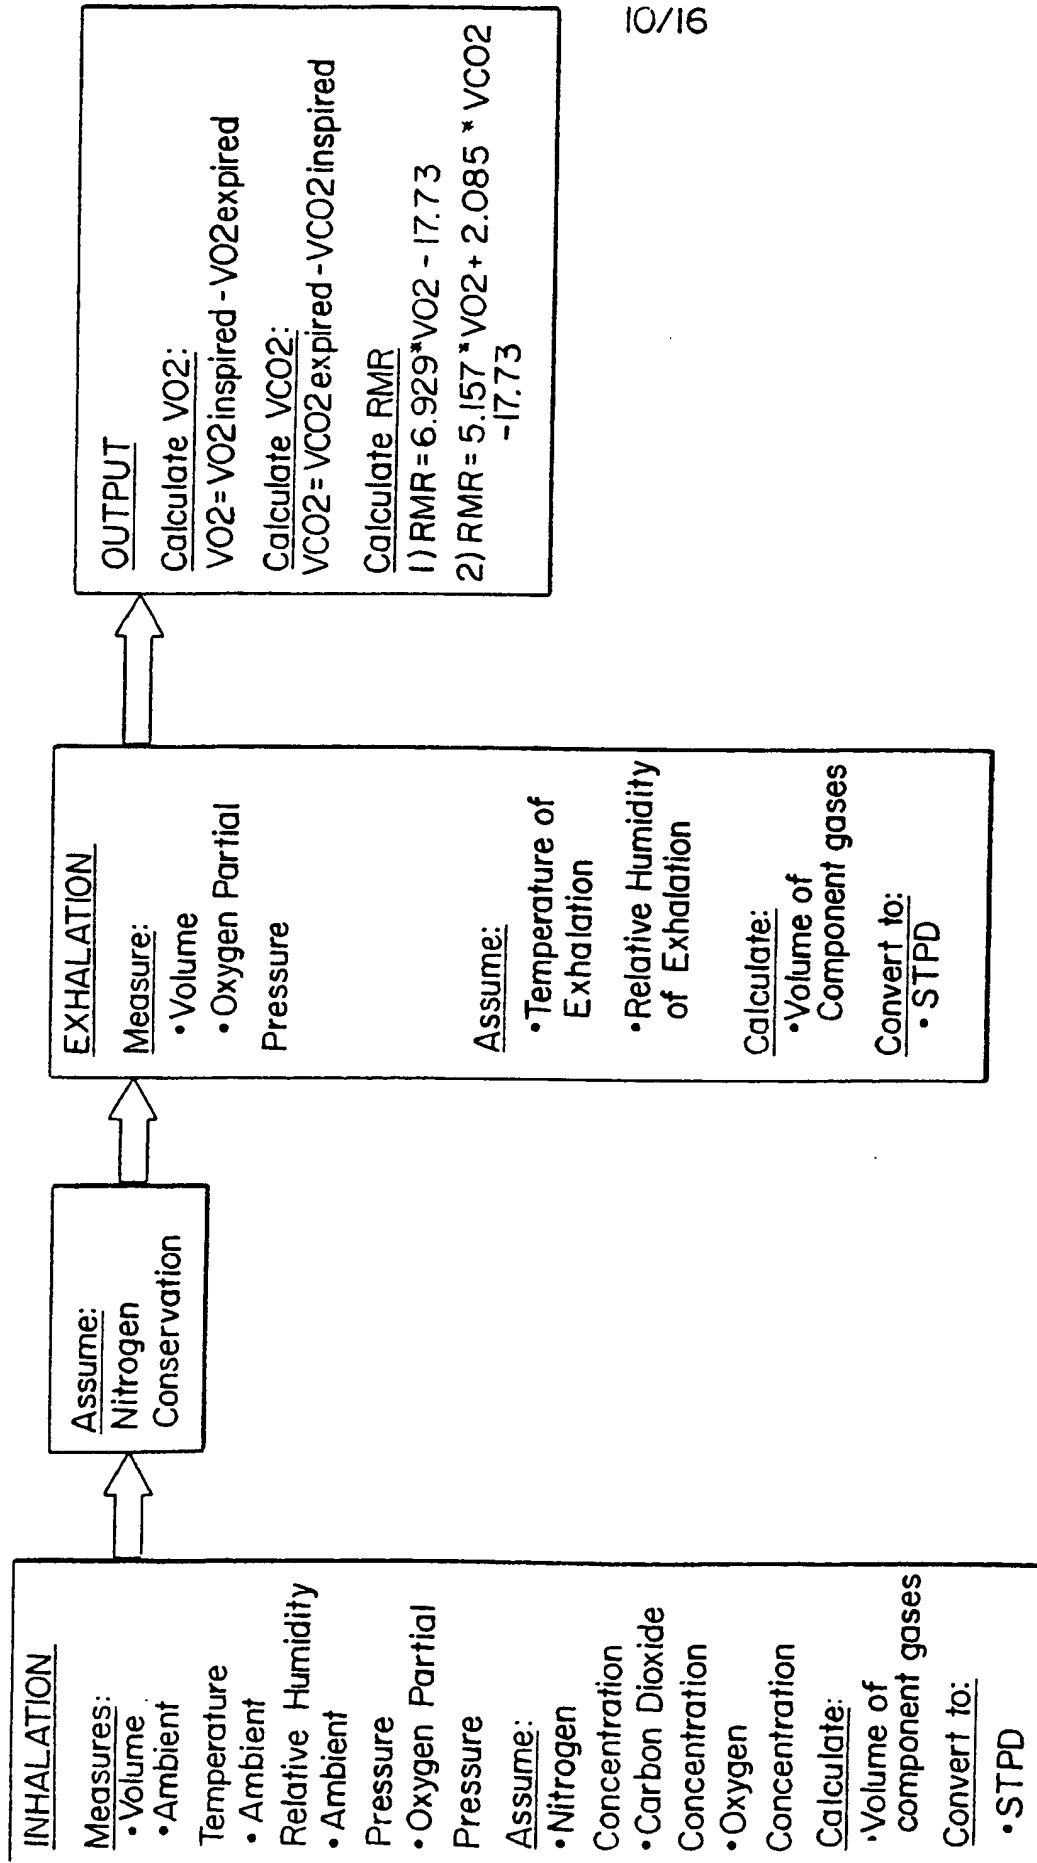 10/16
INHALATION
Measures:
• Volume
• Ambient
Temperature
• Ambient
Relative Humidity
• Ambient
Pressure
• Oxygen Partial
Pressure
Assume:
• Nitrogen
Concentration
• Carbon Dioxide
Concentration
• Oxygen
Concentration
Calculate:
• Volume of
component gases
Convert to:
• STPD
Assume:
Nitrogen
Conservation
EXHALATION
Measure:
• Volume
• Oxygen Partial
Pressure
Assume:
• Temperature of
Exhalation
• Relative Humidity
of Exhalation
Calculate:
• Volume of
Component gases
Convert to:
• STPD
OUTPUT
Calculate VO2:
VO2=VO2inspired-VO2expired
Calculate VCO2:
VCO2=VCO2expired-VCO2inspired
Calculate RMR
1) RMR=6.929*VO2-17.73
2) RMR=5.157*VO2+2.085*VCO2
-17.73